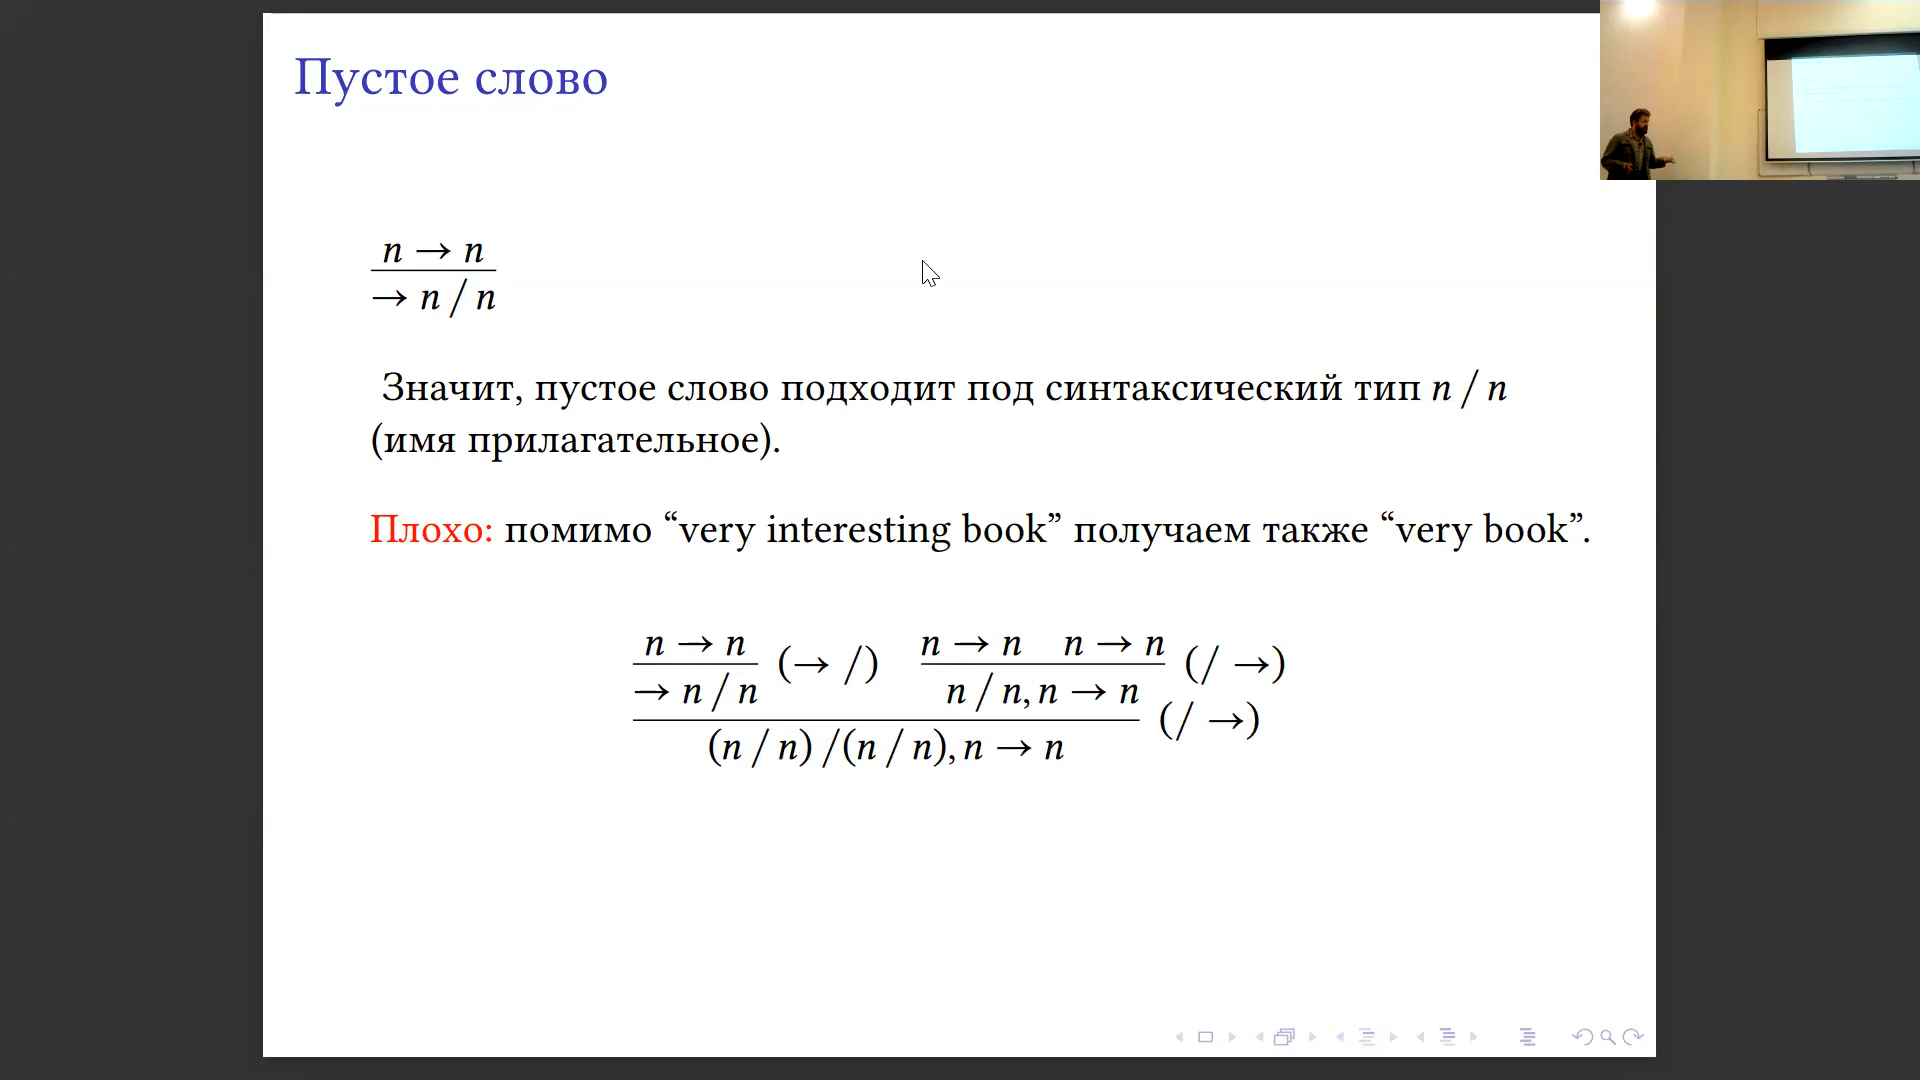 Пустое слово
n → n
→ n / n
Значит, пустое слово подходит под синтаксический тип n / n
(имя прилагательное).
Плохо: помимо “very interesting book” получаем также “very book”.
n → n (→ /) n → n n → n (/ →)
→ n / n n / n, n → n (/ →)
(n / n) / (n / n), n → n